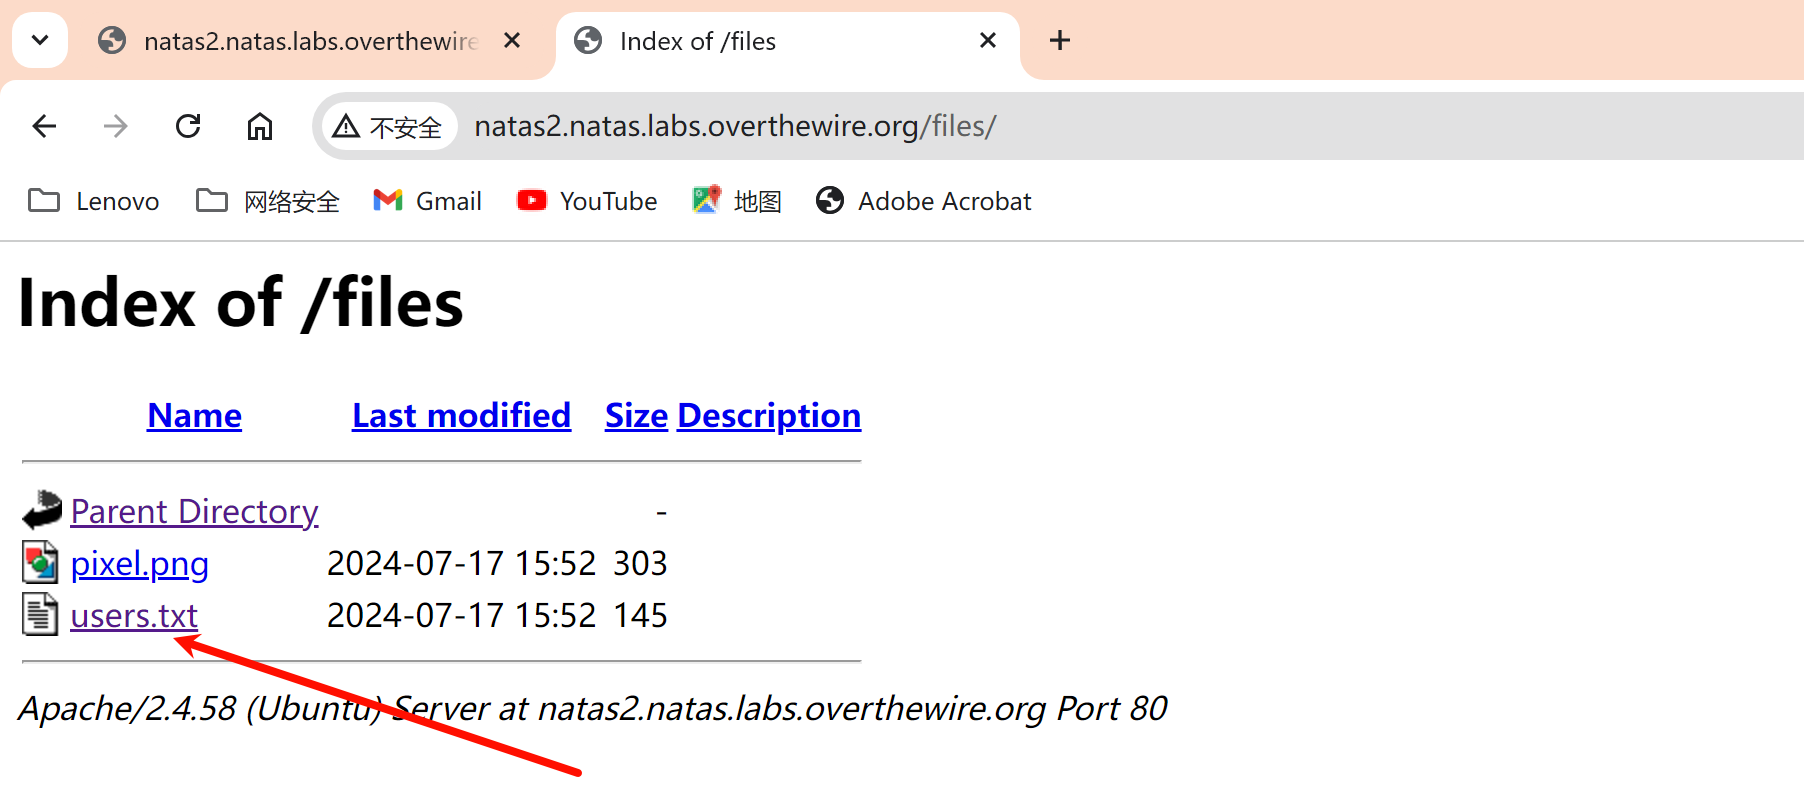 natas2.natas.labs.overthewire
Index of /files
不安全 natas2.natas.labs.overthewire.org/files/
Lenovo 网络安全 Gmail YouTube 地图 Adobe Acrobat
Index of /files
Name Last modified Size Description
Parent Directory -
pixel.png 2024-07-17 15:52 303
users.txt 2024-07-17 15:52 145
Apache/2.4.58 (Ubuntu) Server at natas2.natas.labs.overthewire.org Port 80